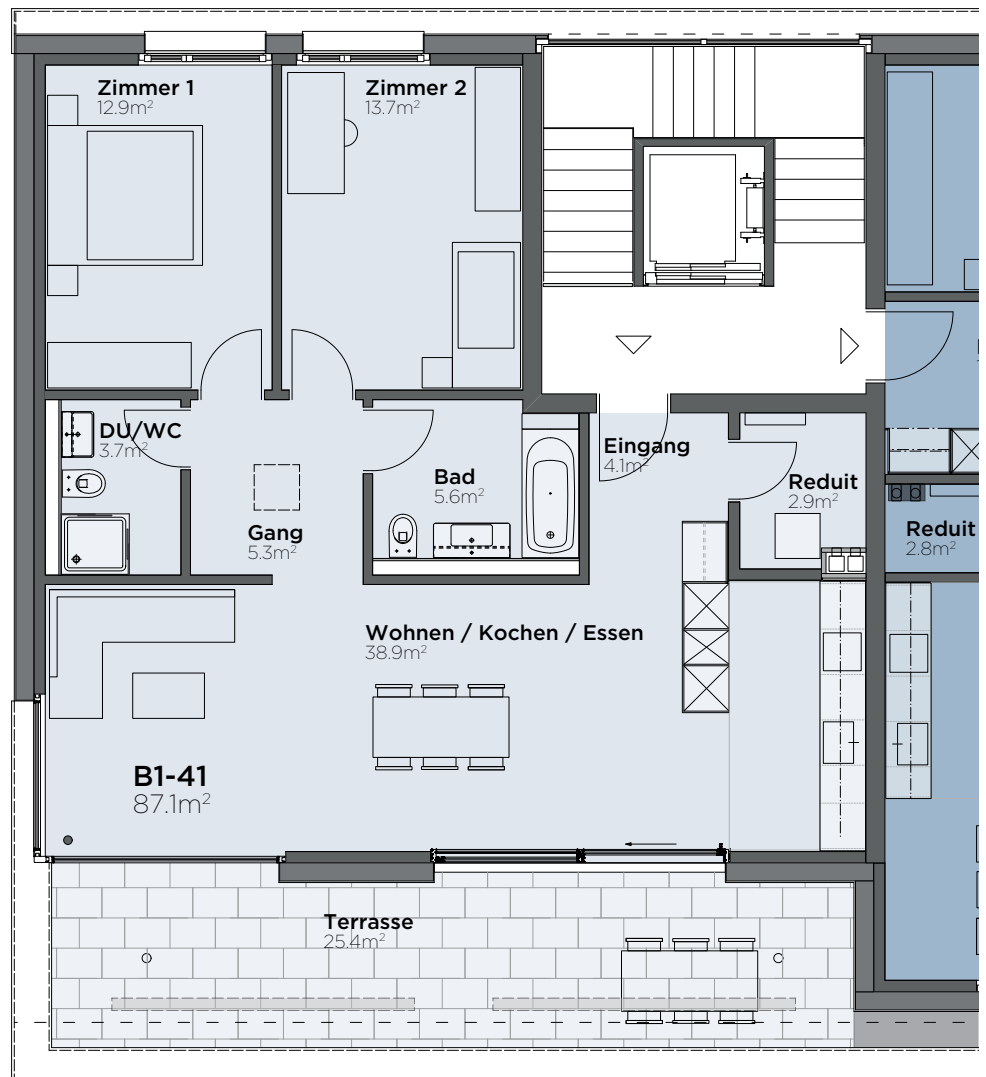 Zimmer 1
12.9m²
Zimmer 2
13.7m²
DU/WC
3.7m²
Gang
5.3m²
Bad
5.6m²
Eingang
4.1m²
Reduit
2.9m²
Reduit
2.8m²
Wohnen / Kochen / Essen
38.9m²
B1-41
87.1m²
Terrasse
25.4m²